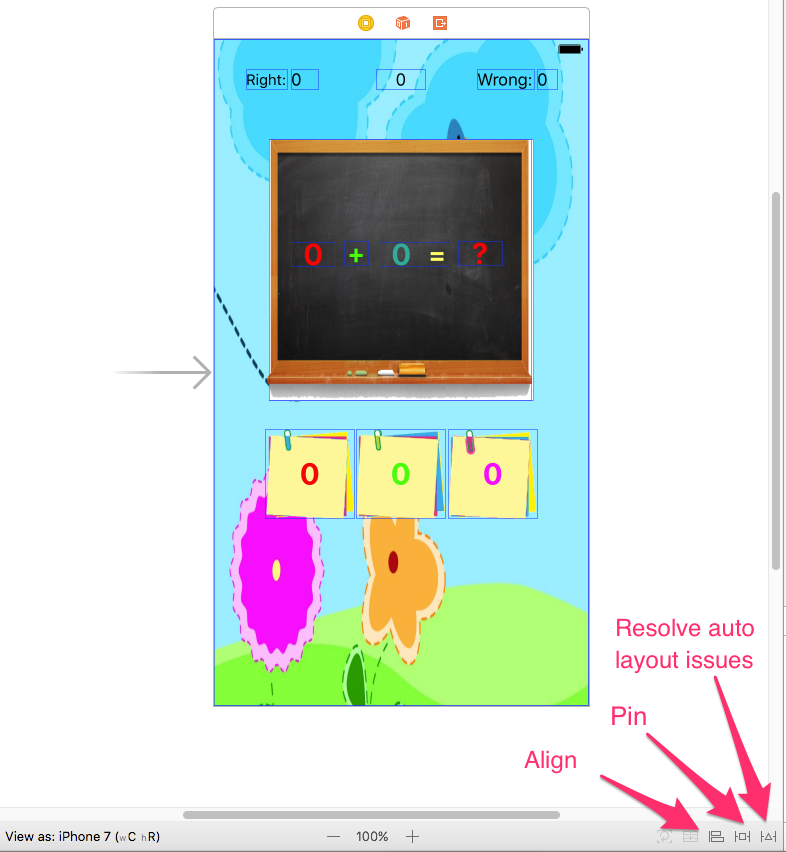 Right: 0 0 Wrong: 0
0 + 0 = ?
0 0 0
Resolve auto
layout issues
Pin
Align
View as: iPhone 7 (wC hR) — 100% +